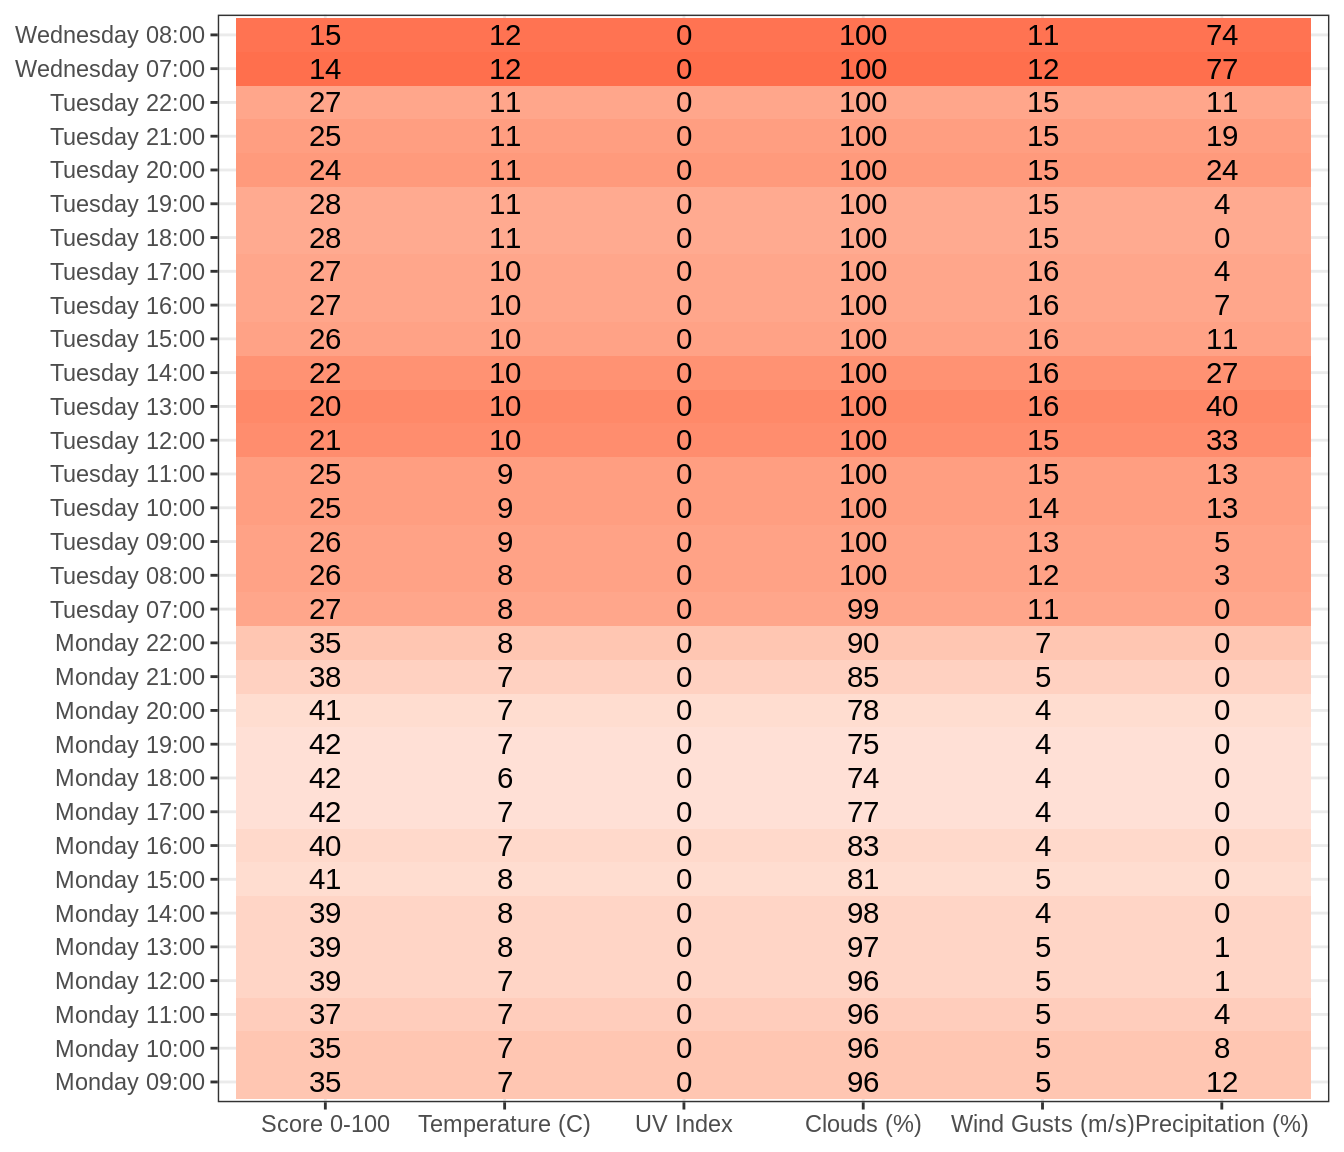 Wednesday 08:00 15 12 0 100 11 74
Wednesday 07:00 14 12 0 100 12 77
Tuesday 22:00 27 11 0 100 15 11
Tuesday 21:00 25 11 0 100 15 19
Tuesday 20:00 24 11 0 100 15 24
Tuesday 19:00 28 11 0 100 15 4
Tuesday 18:00 28 11 0 100 15 0
Tuesday 17:00 27 10 0 100 16 4
Tuesday 16:00 27 10 0 100 16 7
Tuesday 15:00 26 10 0 100 16 11
Tuesday 14:00 22 10 0 100 16 27
Tuesday 13:00 20 10 0 100 16 40
Tuesday 12:00 21 10 0 100 15 33
Tuesday 11:00 25 9 0 100 15 13
Tuesday 10:00 25 9 0 100 14 13
Tuesday 09:00 26 9 0 100 13 5
Tuesday 08:00 26 8 0 100 12 3
Tuesday 07:00 27 8 0 99 11 0
Monday 22:00 35 8 0 90 7 0
Monday 21:00 38 7 0 85 5 0
Monday 20:00 41 7 0 78 4 0
Monday 19:00 42 7 0 75 4 0
Monday 18:00 42 6 0 74 4 0
Monday 17:00 42 7 0 77 4 0
Monday 16:00 40 7 0 83 4 0
Monday 15:00 41 8 0 81 5 0
Monday 14:00 39 8 0 98 4 0
Monday 13:00 39 8 0 97 5 1
Monday 12:00 39 7 0 96 5 1
Monday 11:00 37 7 0 96 5 4
Monday 10:00 35 7 0 96 5 8
Monday 09:00 35 7 0 96 5 12
Score 0-100 Temperature (C) UV Index Clouds (%) Wind Gusts (m/s) Precipitation (%)